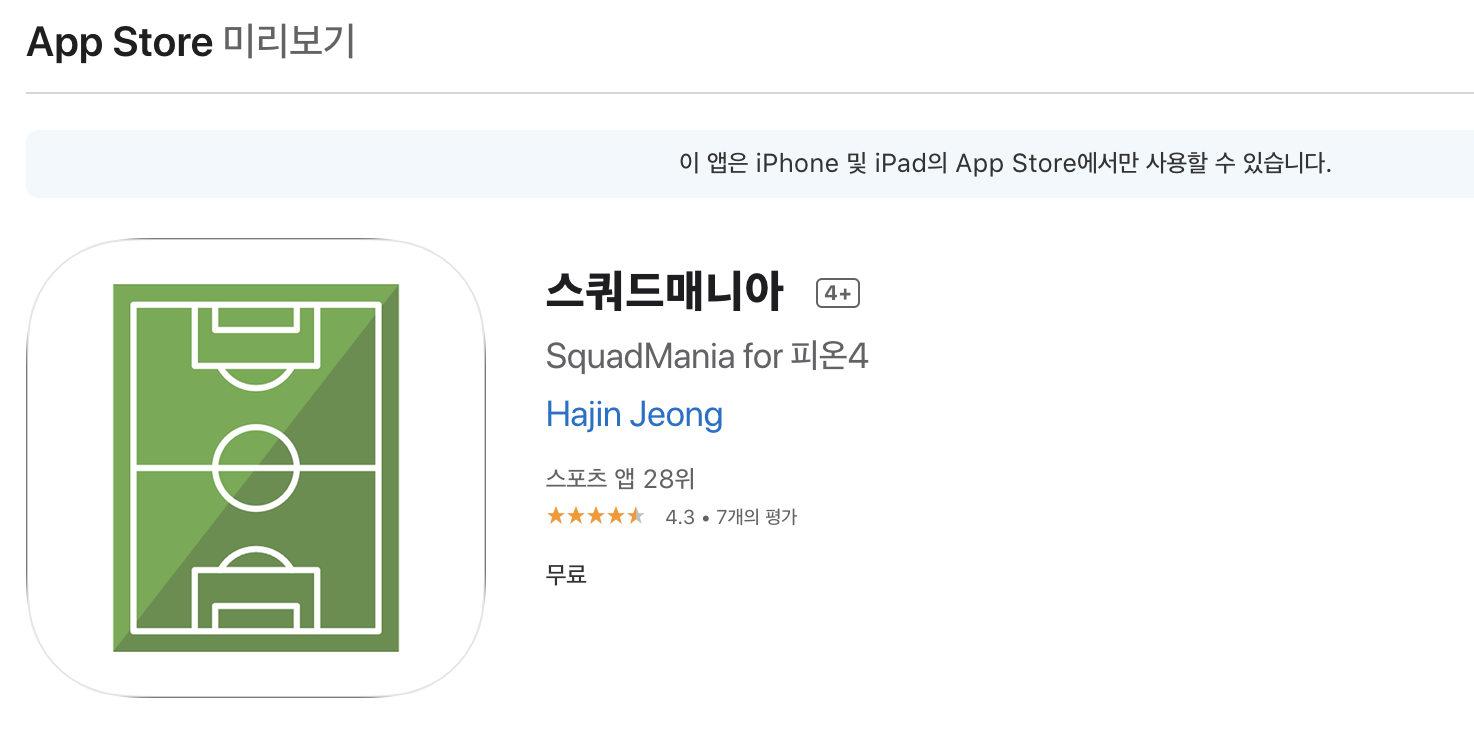 App Store 미리보기
이 앱은 iPhone 및 iPad의 App Store에서만 사용할 수 있습니다.
스쿼드매니아 4+
SquadMania for 피온4
Hajin Jeong
스포츠 앱 28위
★★★★★ 4.3 • 7개의 평가
무료